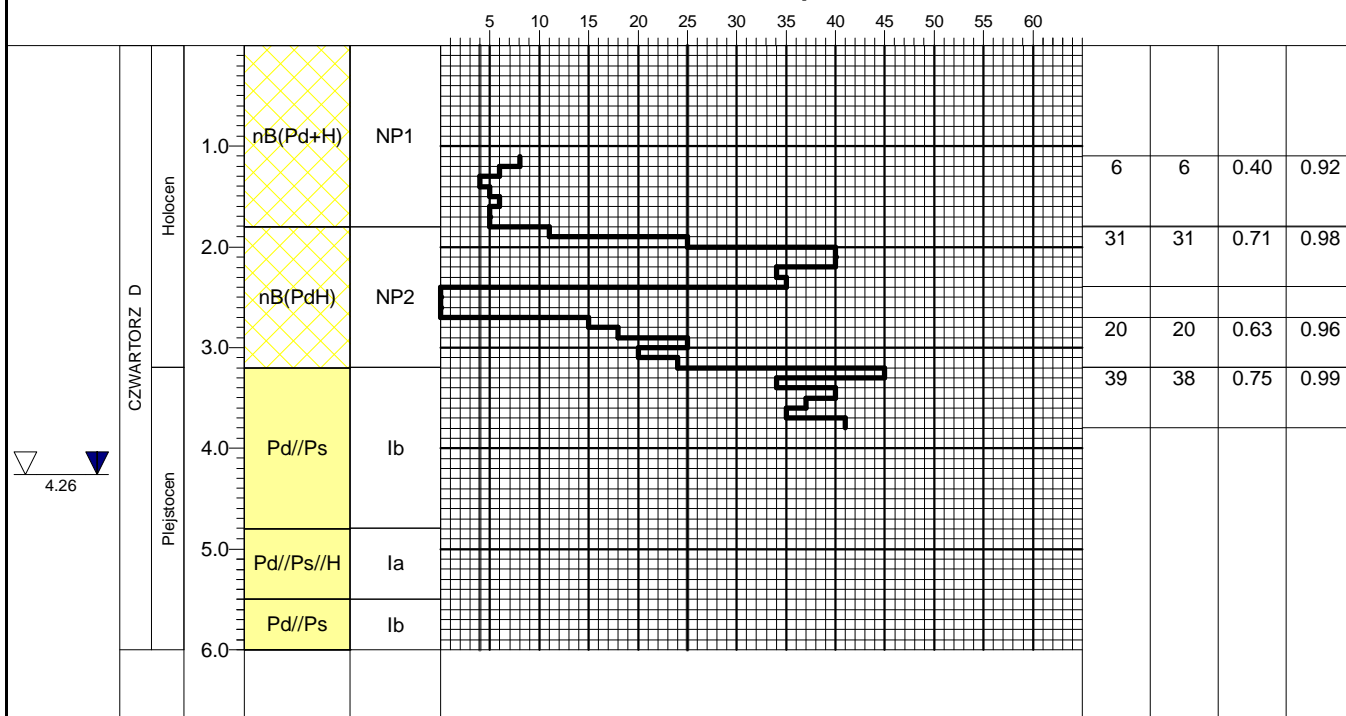 5 10 15 20 25 30 35 40 45 50 55 60
nB(Pd+H) NP1
1.0
6 6 0.40 0.92
Holocen
31 31 0.71 0.98
2.0
nB(PdH) NP2
CZWARTORZ D
20 20 0.63 0.96
3.0
39 38 0.75 0.99
Pd//Ps Ib
4.0
4.26
Plejstocen
5.0
Pd//Ps//H Ia
Pd//Ps Ib
6.0